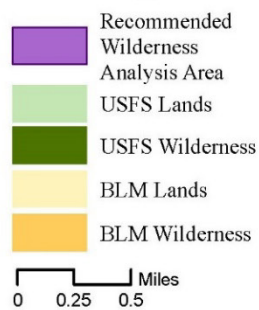 Recommended
Wilderness
Analysis Area
USFS Lands
USFS Wilderness
BLM Lands
BLM Wilderness
Miles
0 0.25 0.5